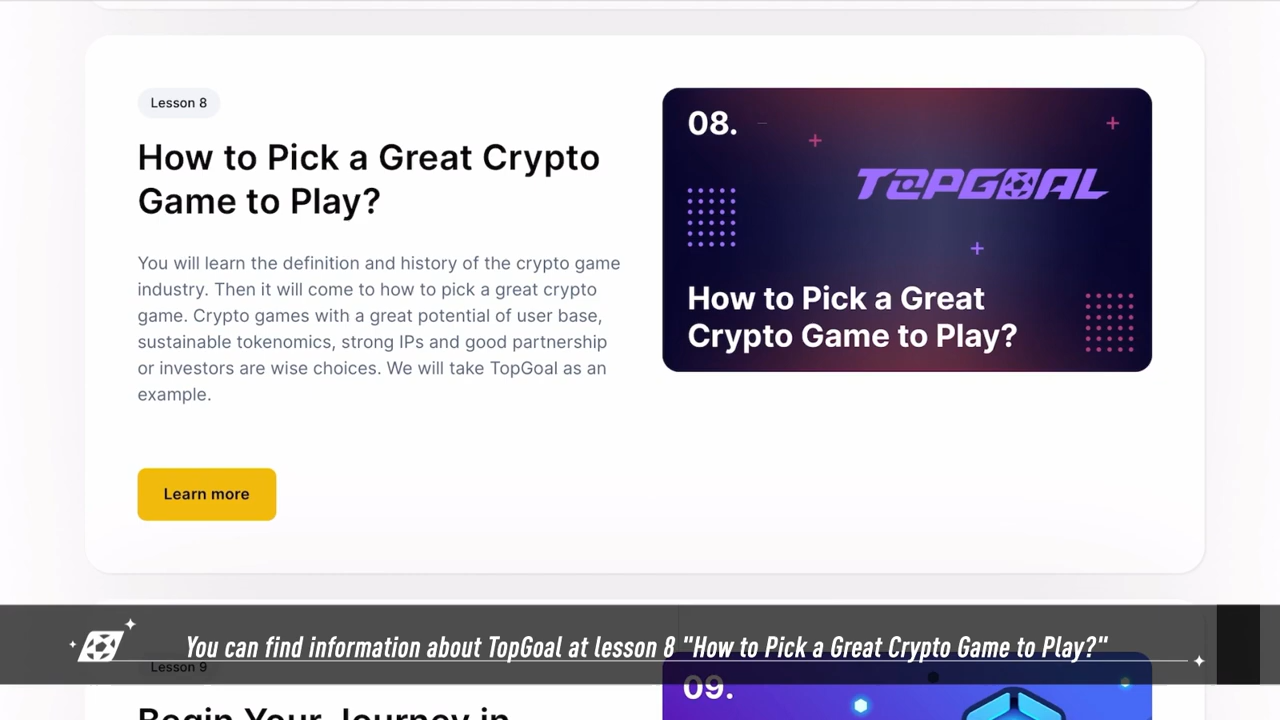 Lesson 8
How to Pick a Great Crypto
Game to Play?
You will learn the definition and history of the crypto game
industry. Then it will come to how to pick a great crypto
game. Crypto games with a great potential of user base,
sustainable tokenomics, strong IPs and good partnership
or investors are wise choices. We will take TopGoal as an
example.
Learn more
08.
TOPGOAL
How to Pick a Great
Crypto Game to Play?
You can find information about TopGoal at lesson 8 "How to Pick a Great Crypto Game to Play?"
Lesson 9
Begin Your Journey in
09.